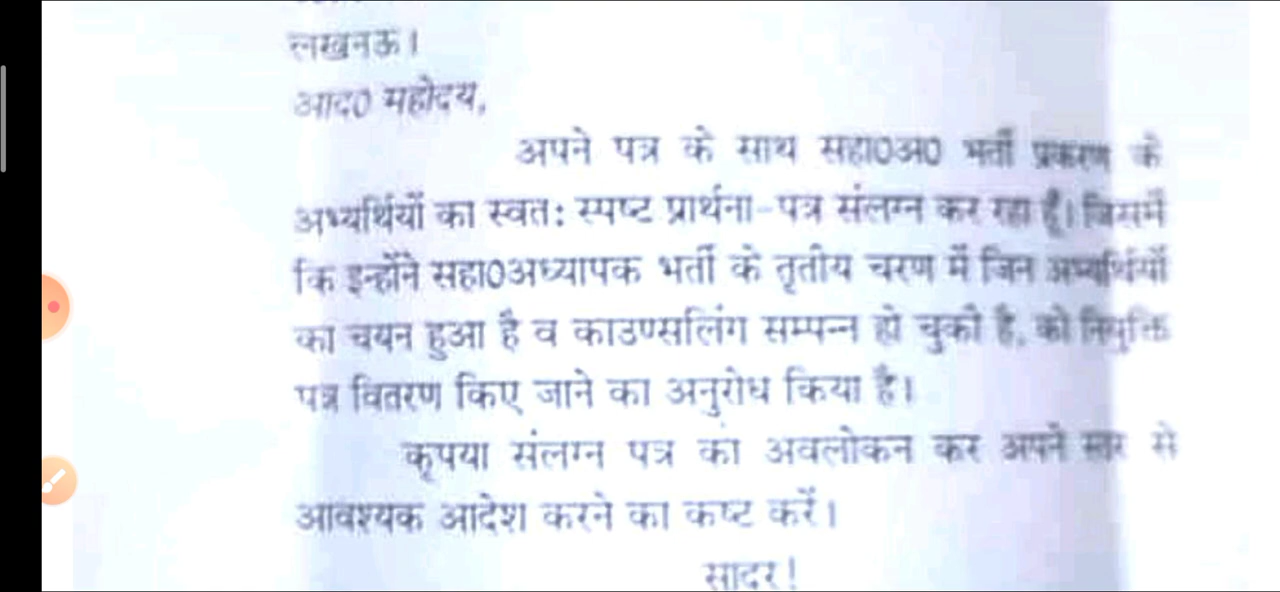 लखनऊ।
आद0 महोदय,
अपने पत्र के साथ सहा0अ0 भर्ती प्रकरण के
अभ्यर्थियों का स्वतः स्पष्ट प्रार्थना-पत्र संलग्न कर रहा हूँ। जिसमें
कि इन्होंने सहा0अध्यापक भर्ती के तृतीय चरण में जिन अभ्यर्थियों
का चयन हुआ है व काउण्सलिंग सम्पन्न हो चुकी है, को नियुक्ति
पत्र वितरण किए जाने का अनुरोध किया है।
कृपया संलग्न पत्र का अवलोकन कर अपने स्तर से
आवश्यक आदेश करने का कष्ट करें।
सादर!